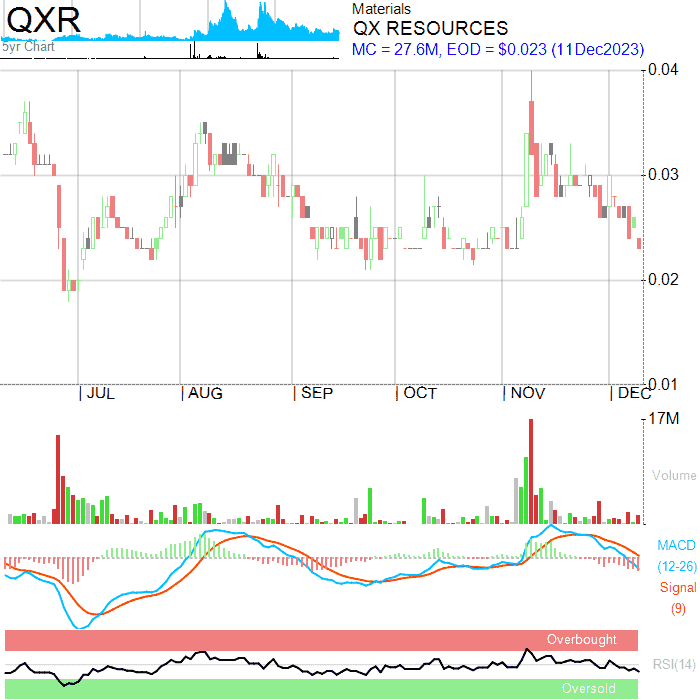 QXR
5yr Chart
Materials
QX RESOURCES
MC = 27.6M, EOD = $0.023 (11Dec2023)
0.04
0.03
0.02
0.01
JUL
AUG
SEP
OCT
NOV
DEC
17M
Volume
MACD
(12-26)
Signal
(9)
Overbought
RSI(14)
Oversold